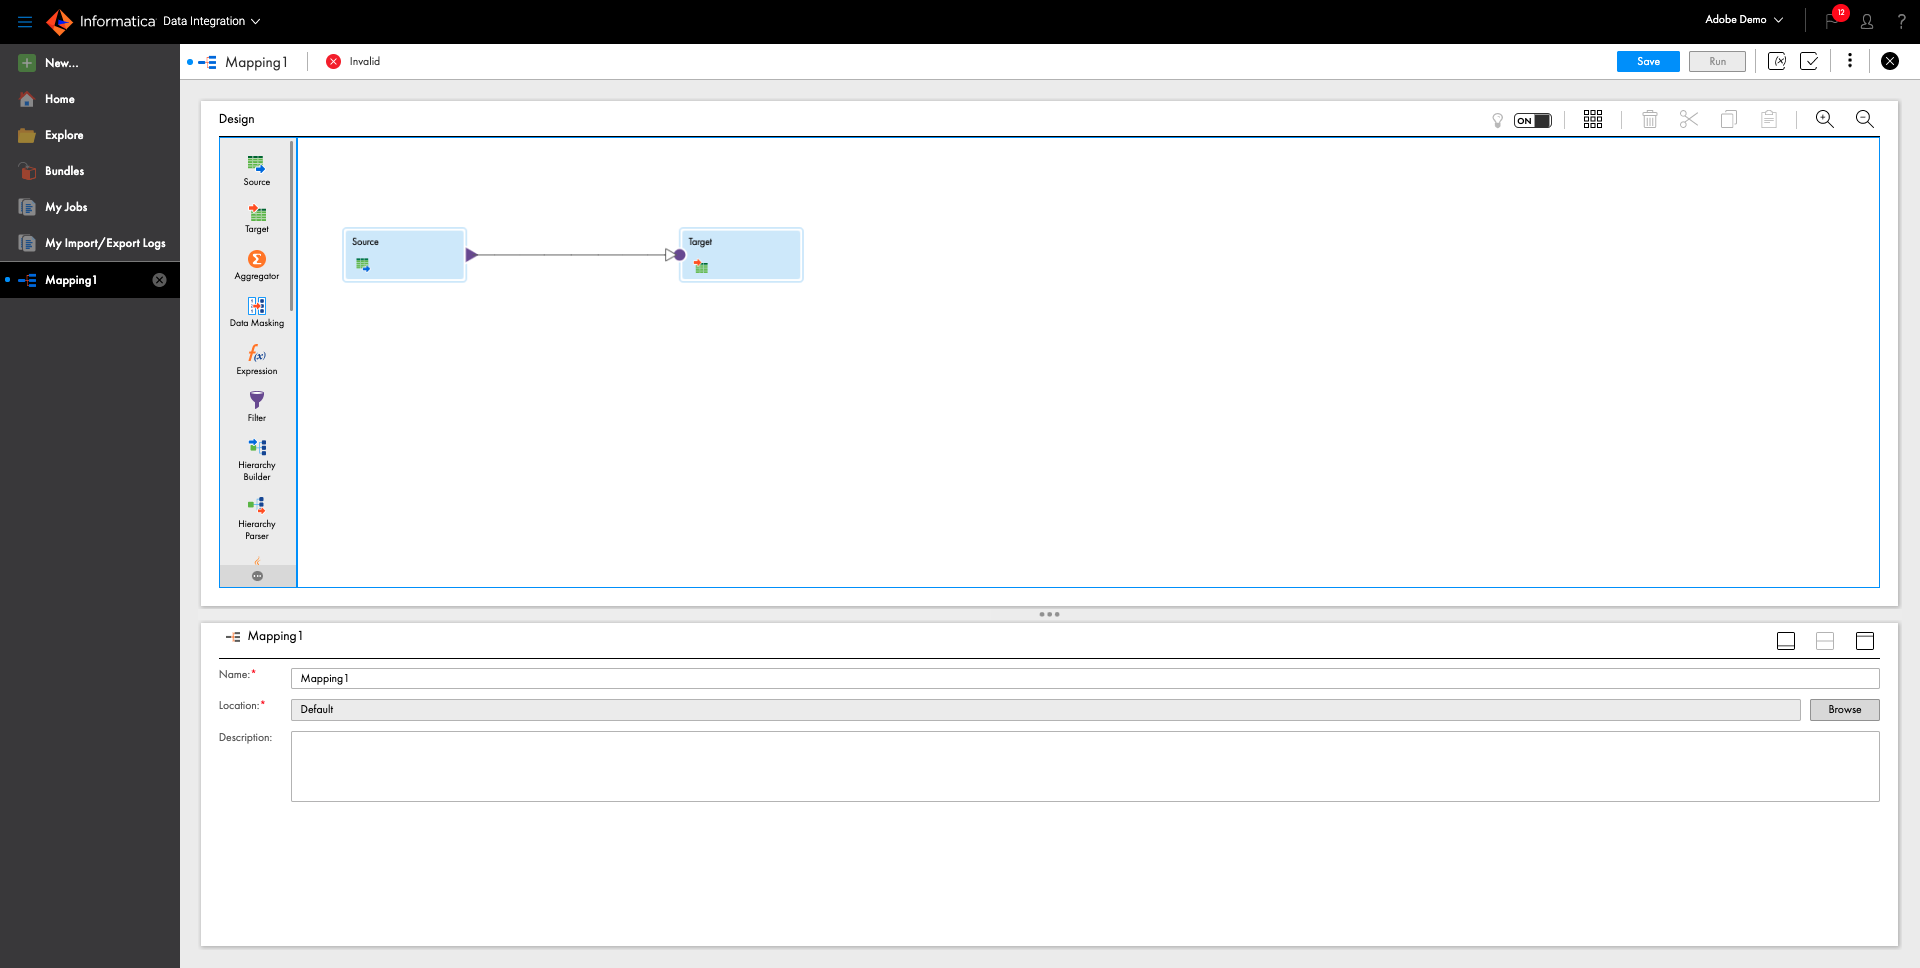 Informatica Data Integration
Adobe Demo
12
?
New...
Home
Explore
Bundles
My Jobs
My Import/Export Logs
Mapping1
Mapping1
Invalid
Save
Run
Design
ON
Source
Target
Aggregator
Data Masking
Expression
Filter
Hierarchy
Builder
Hierarchy
Parser
Source
Target
Mapping1
Name:*
Mapping1
Location:*
Default
Browse
Description: